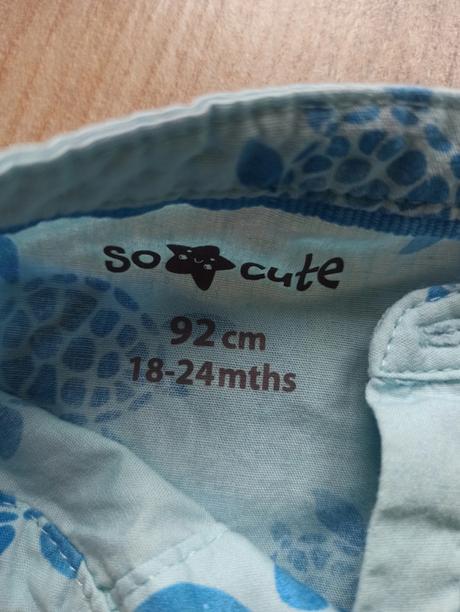 so cute
92 cm
18-24mths